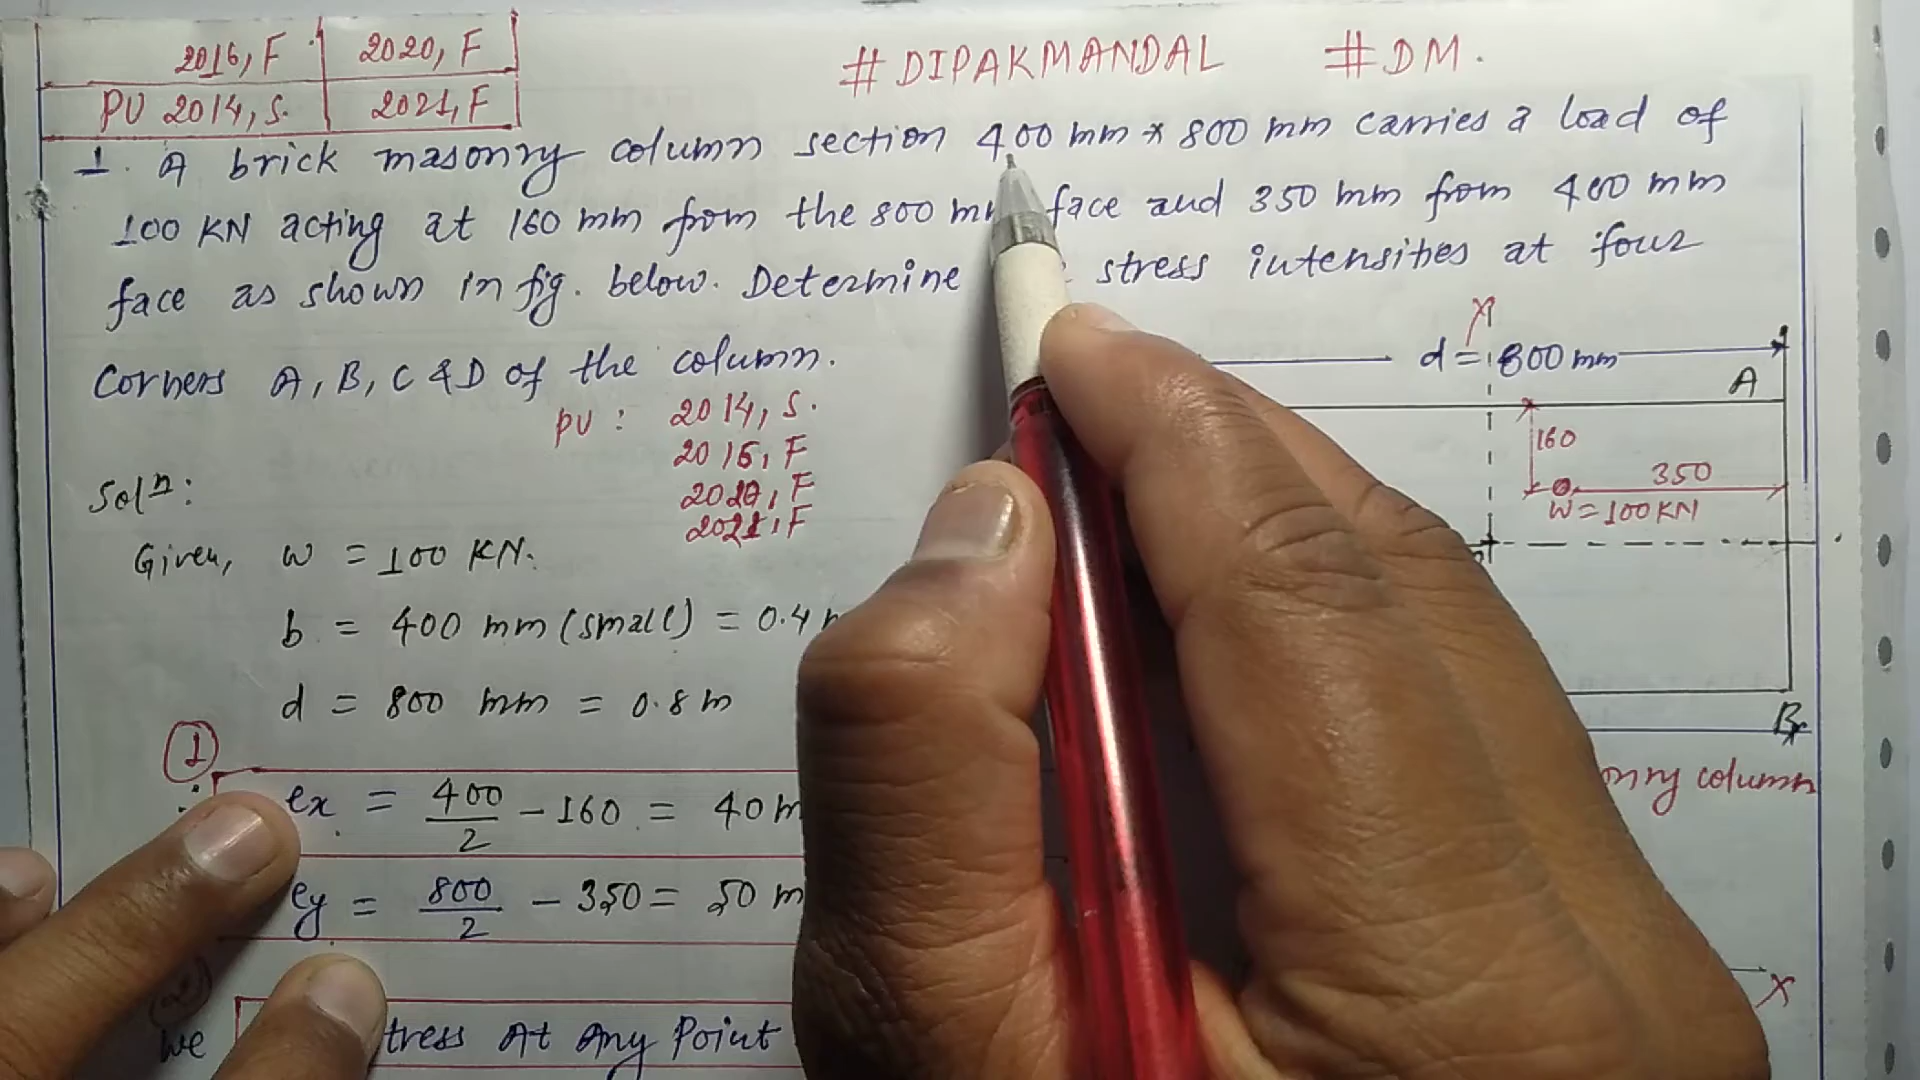 2016, F 2020, F
PU 2014, S. 2021, F
#DIPAKMANDAL #DM.
1. A brick masonry column section 400 mm * 800 mm carries a load of
100 KN acting at 160 mm from the 800 mm face and 350 mm from 400 mm
face as shown in fig. below. Determine stress intensities at four
Corners A, B, C & D of the column.
PU : 2014, S.
2016, F
2020, F
2021, F
d = 800 mm
A
160
350
W = 100 KN
B
onry column
Solⁿ:
Given, W = 100 KN.
b = 400 mm (small) = 0.4
d = 800 mm = 0.8 m
1
ex = 400/2 - 160 = 40 m
ey = 800/2 - 350 = 50 m
X
We tress At Any Point